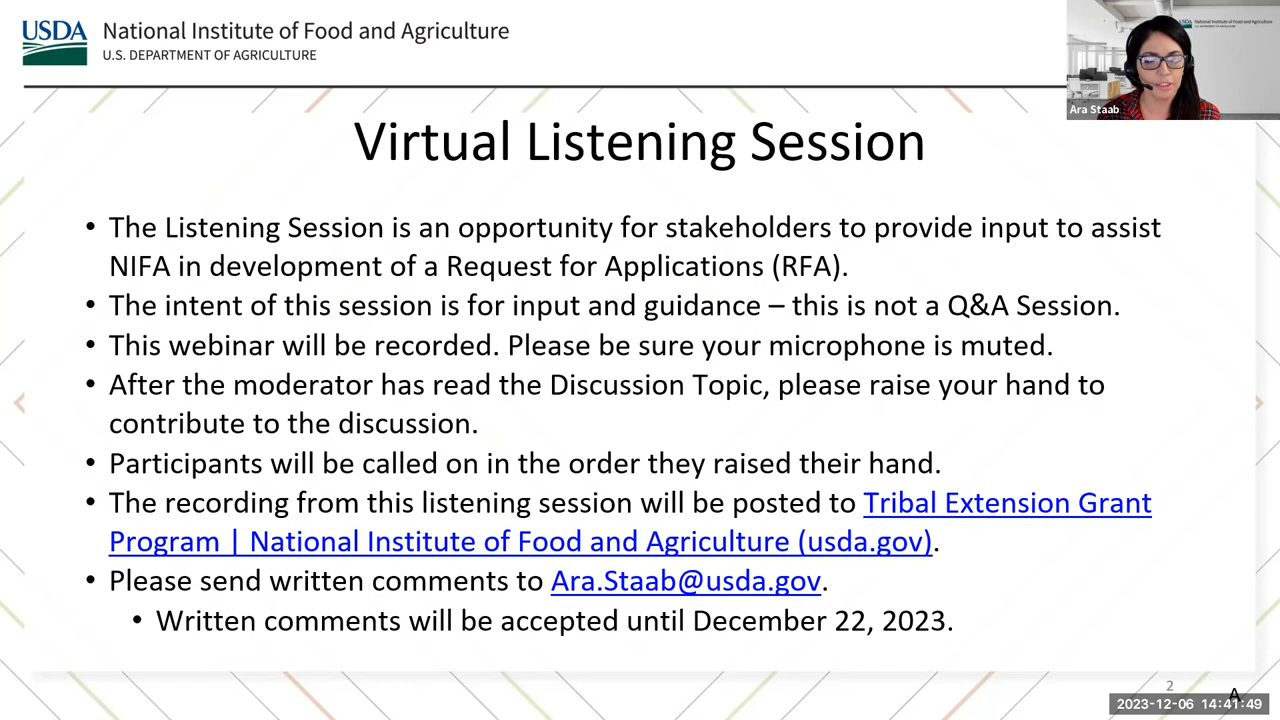 USDA
National Institute of Food and Agriculture
U.S. DEPARTMENT OF AGRICULTURE
National Institute of Food and Agriculture
Ara Staab
Virtual Listening Session
• The Listening Session is an opportunity for stakeholders to provide input to assist
NIFA in development of a Request for Applications (RFA).
• The intent of this session is for input and guidance – this is not a Q&A Session.
• This webinar will be recorded. Please be sure your microphone is muted.
• After the moderator has read the Discussion Topic, please raise your hand to
contribute to the discussion.
• Participants will be called on in the order they raised their hand.
• The recording from this listening session will be posted to Tribal Extension Grant
Program | National Institute of Food and Agriculture (usda.gov).
• Please send written comments to Ara.Staab@usda.gov.
• Written comments will be accepted until December 22, 2023.
2
A
2023-12-06 14:41:49